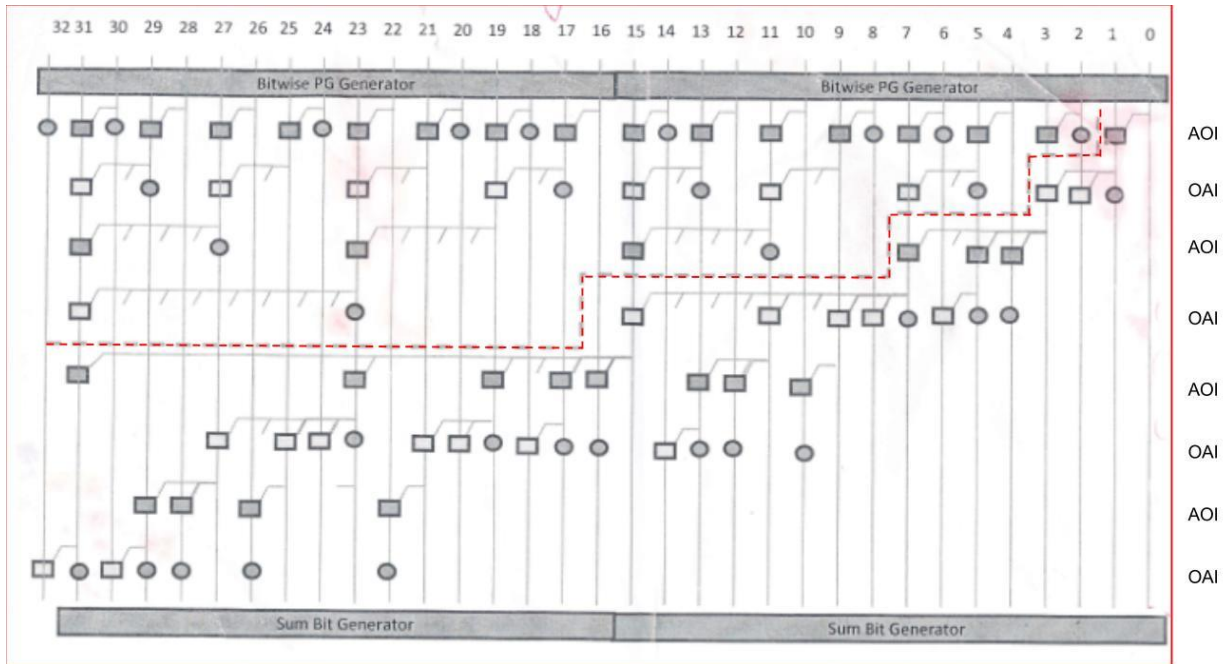 32 31 30 29 28 27 26 25 24 23 22 21 20 19 18 17 16 15 14 13 12 11 10 9 8 7 6 5 4 3 2 1 0
Bitwise PG Generator Bitwise PG Generator
AOI
OAI
AOI
OAI
AOI
OAI
AOI
OAI
Sum Bit Generator Sum Bit Generator